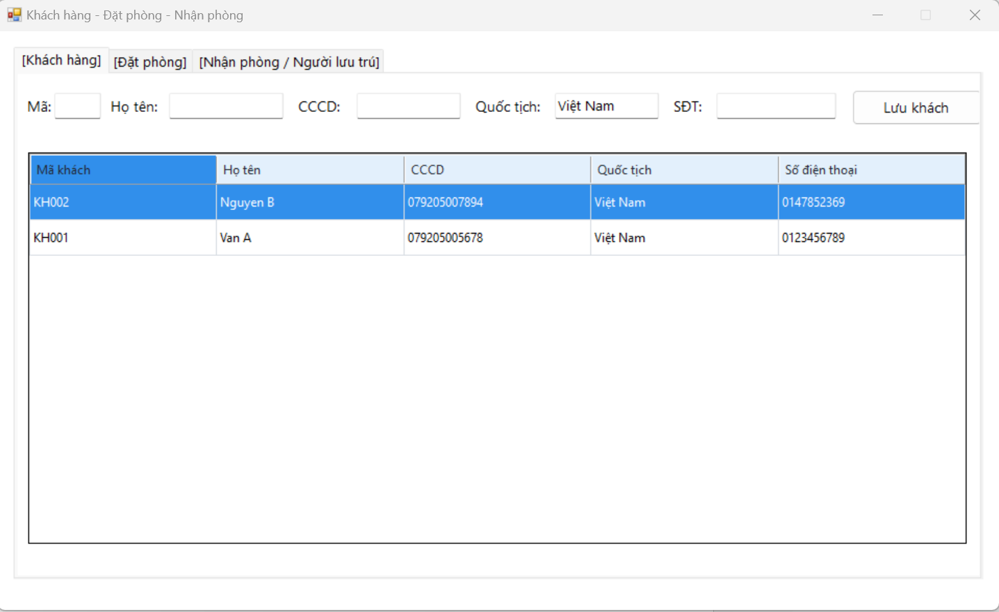 Khách hàng - Đặt phòng - Nhận phòng
[Khách hàng] [Đặt phòng] [Nhận phòng / Người lưu trú]
Mã: Họ tên: CCCD: Quốc tịch: Việt Nam SĐT: Lưu khách
Mã khách Họ tên CCCD Quốc tịch Số điện thoại
KH002 Nguyen B 079205007894 Việt Nam 0147852369
KH001 Van A 079205005678 Việt Nam 0123456789